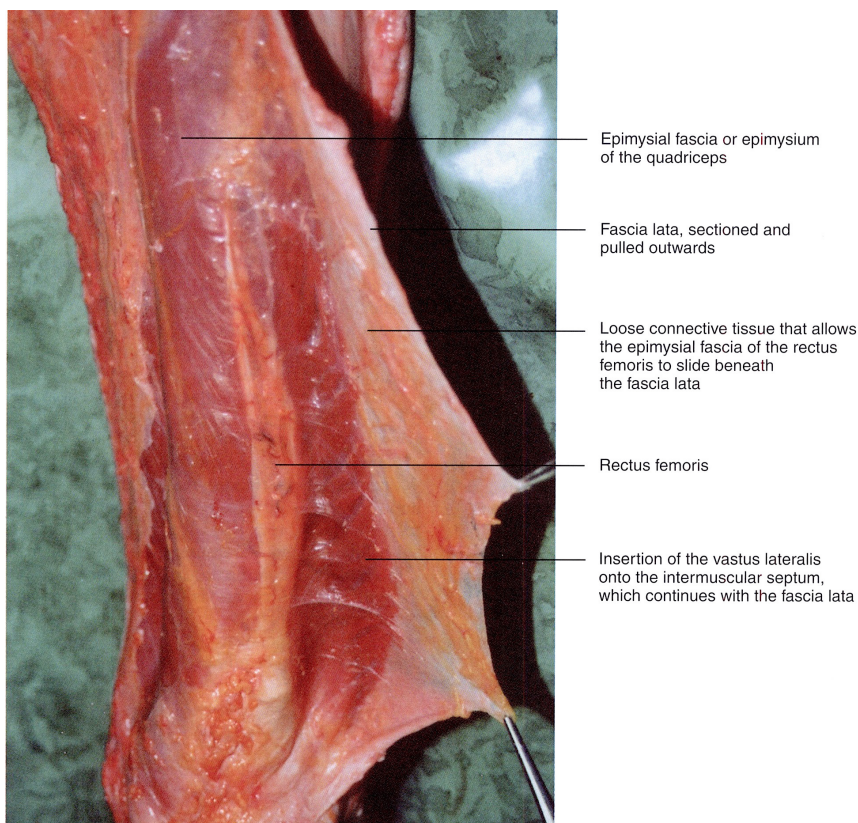 Epimysial fascia or epimysium
of the quadriceps
Fascia lata, sectioned and
pulled outwards
Loose connective tissue that allows
the epimysial fascia of the rectus
femoris to slide beneath
the fascia lata
Rectus femoris
Insertion of the vastus lateralis
onto the intermuscular septum,
which continues with the fascia lata